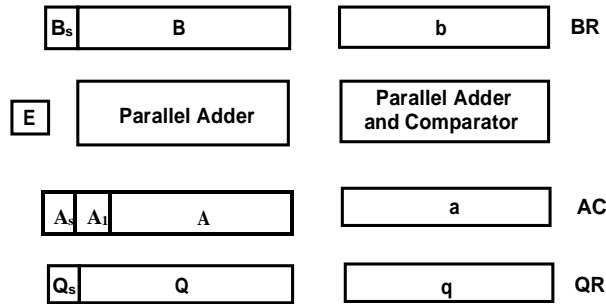 Bs B b BR
E Parallel Adder Parallel Adder
and Comparator
As A1 A a AC
Qs Q q QR